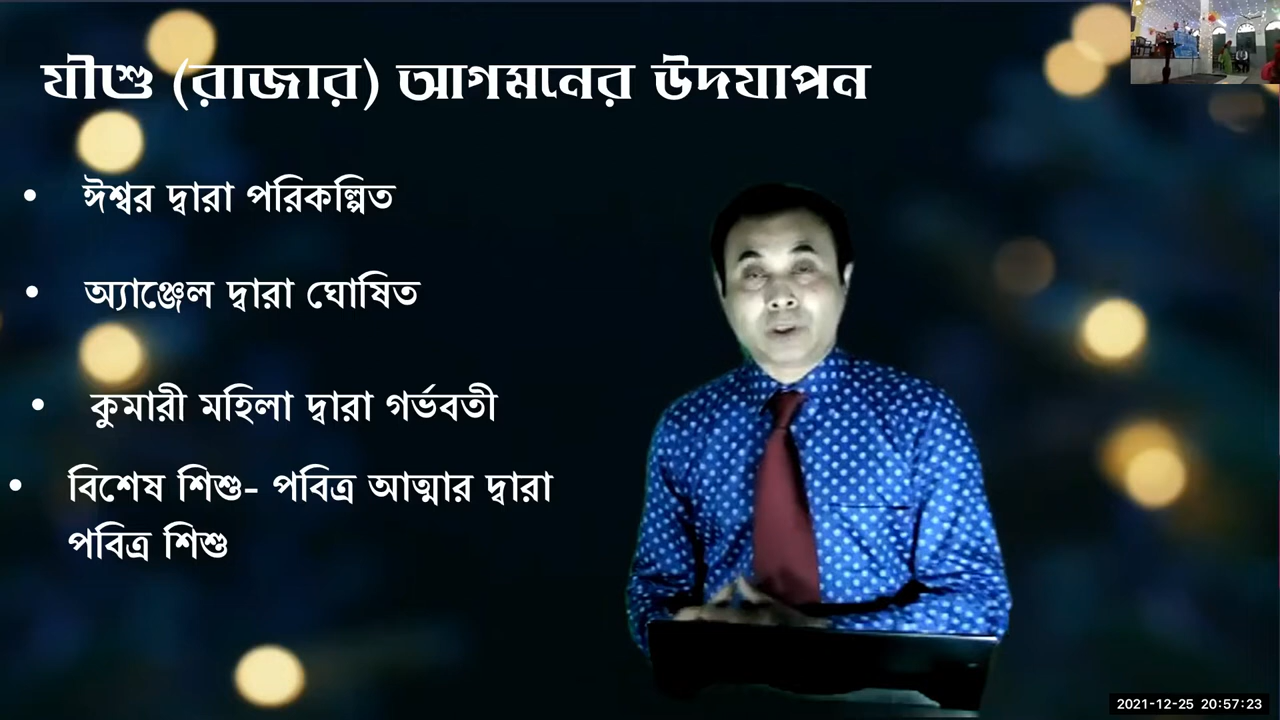 যীশু (রাজার) আগমনের উদযাপন
• ঈশ্বর দ্বারা পরিকল্পিত
• অ্যাঞ্জেল দ্বারা ঘোষিত
• কুমারী মহিলা দ্বারা গর্ভবতী
• বিশেষ শিশু- পবিত্র আত্মার দ্বারা
পবিত্র শিশু
2021-12-25 20:57:23